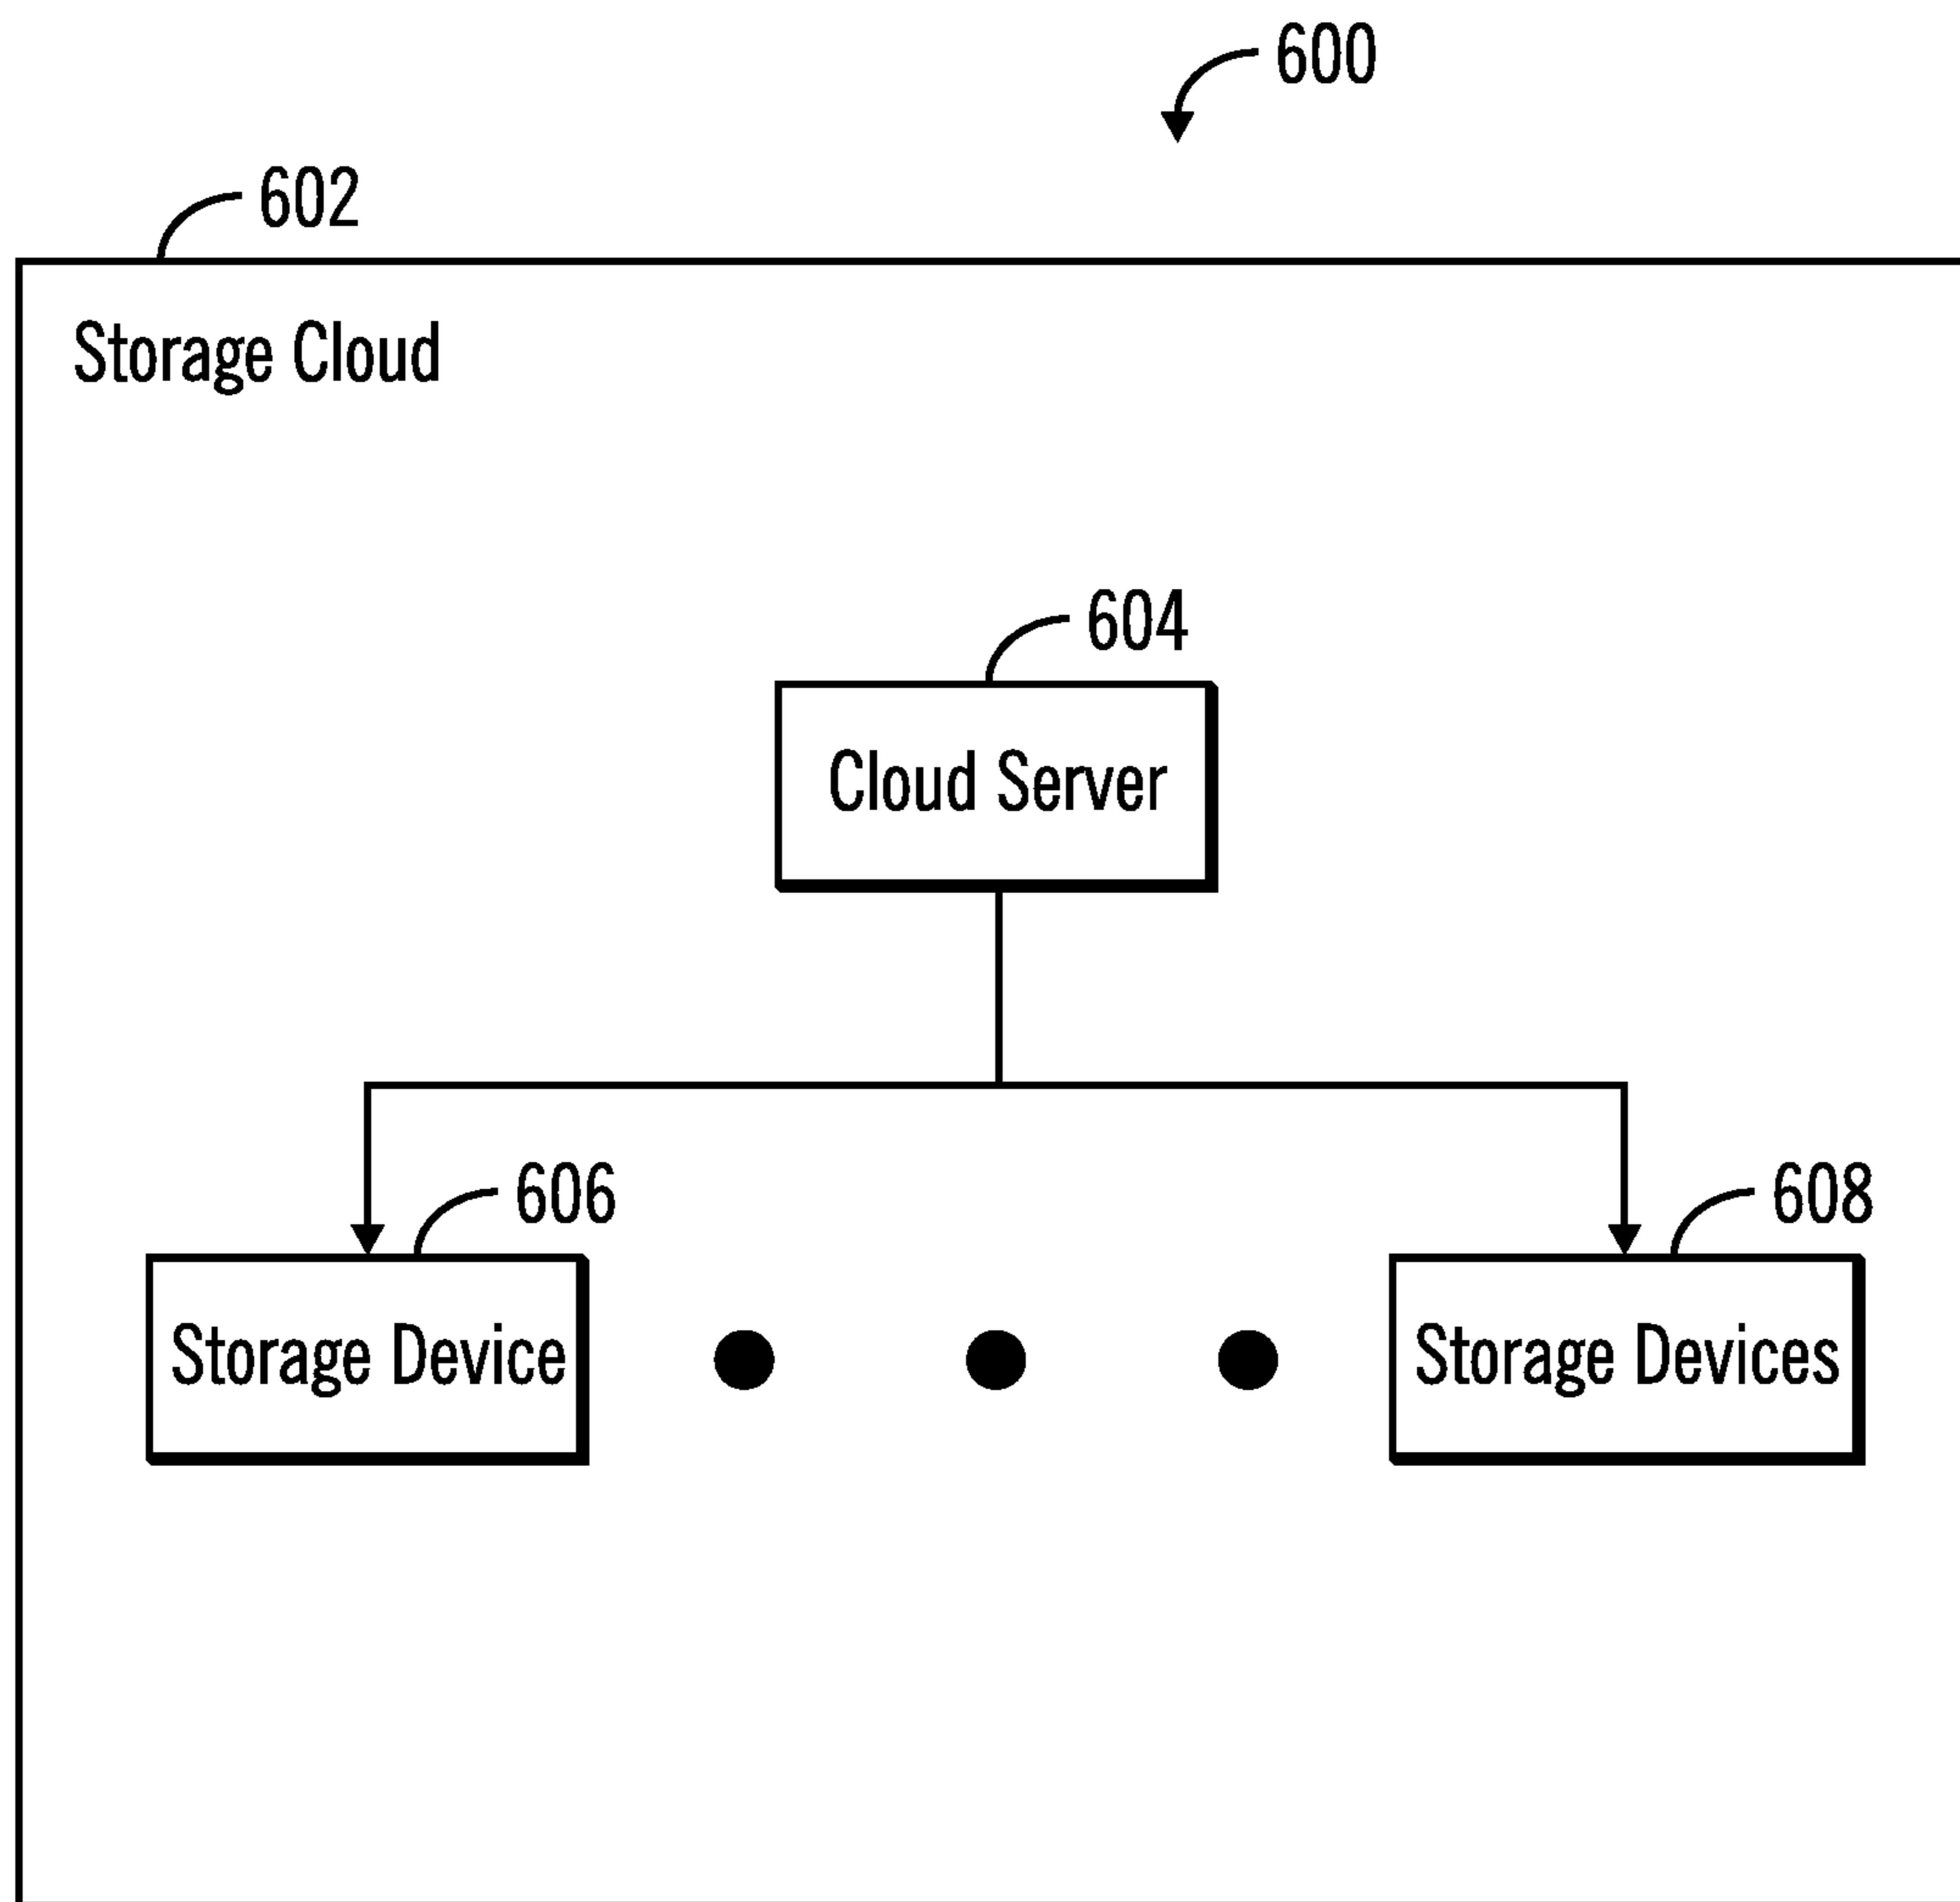 600
602
Storage Cloud
604
Cloud Server
606
608
Storage Device
Storage Devices